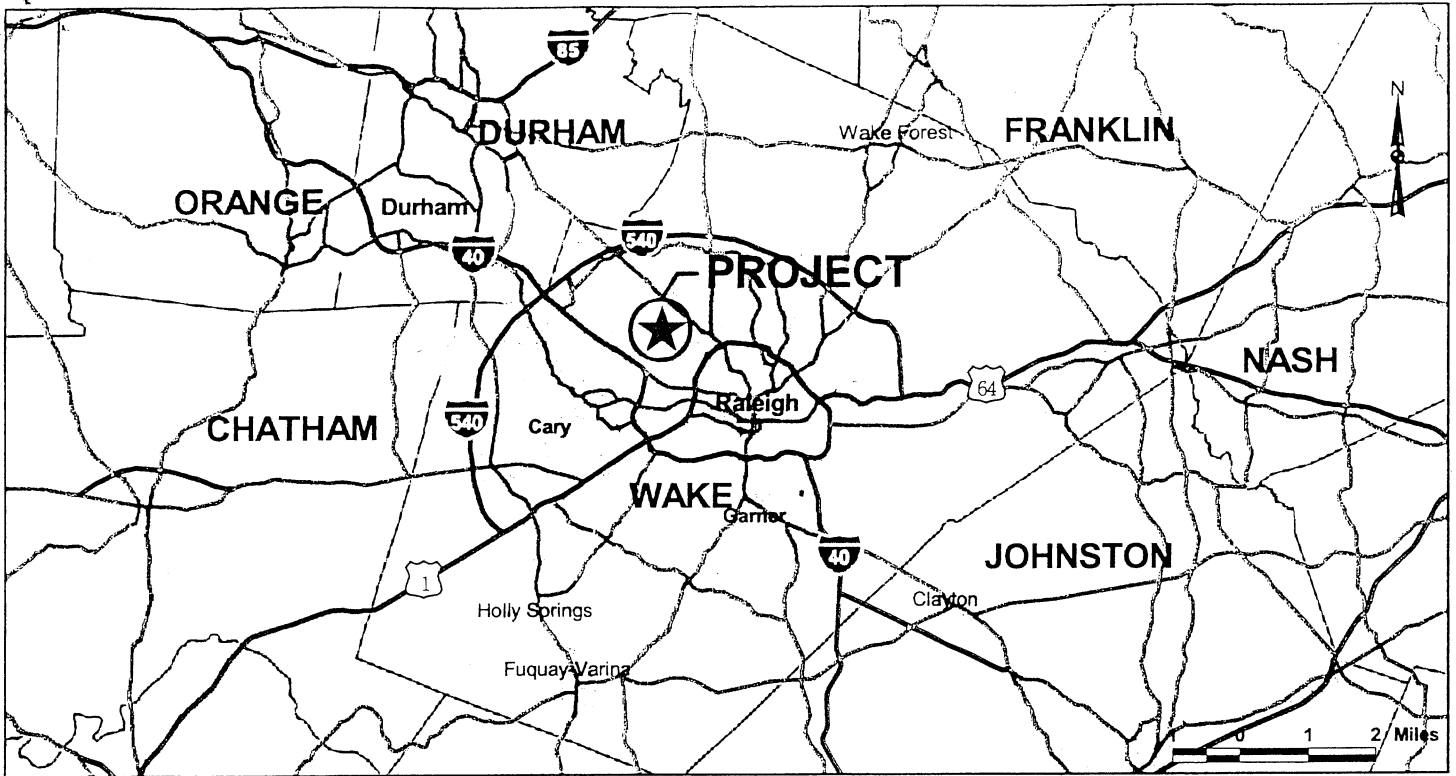 85
DURHAM
Wake Forest
FRANKLIN
N
ORANGE
Durham
40
540
PROJECT
NASH
64
540
Raleigh
CHATHAM
Cary
WAKE
Garner
40
JOHNSTON
1
Holly Springs
Clayton
Fuquay-Varina
1 0 1 2 Miles